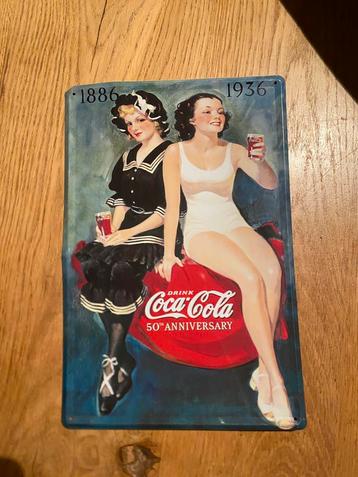 1886 1936
DRINK
Coca-Cola
50TH ANNIVERSARY